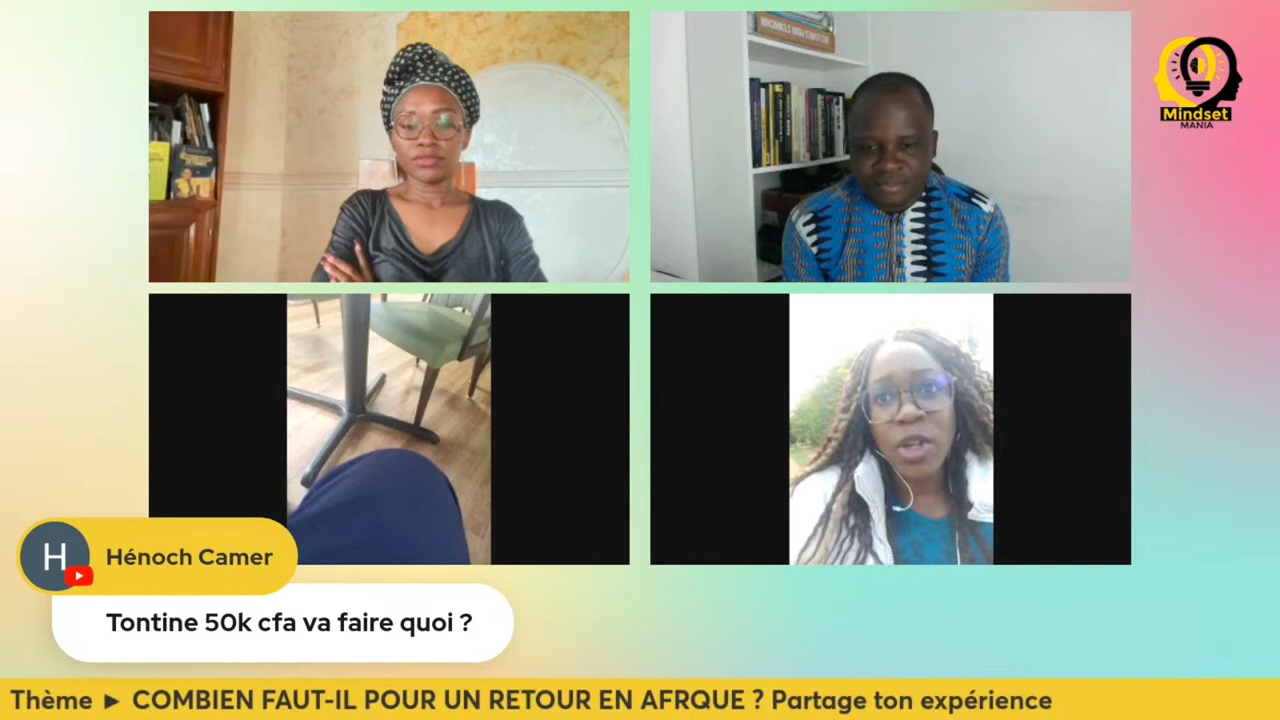 Mindset
MANIA
H
Hénoch Camer
Tontine 50k cfa va faire quoi ?
Thème ► COMBIEN FAUT-IL POUR UN RETOUR EN AFRQUE ? Partage ton expérience